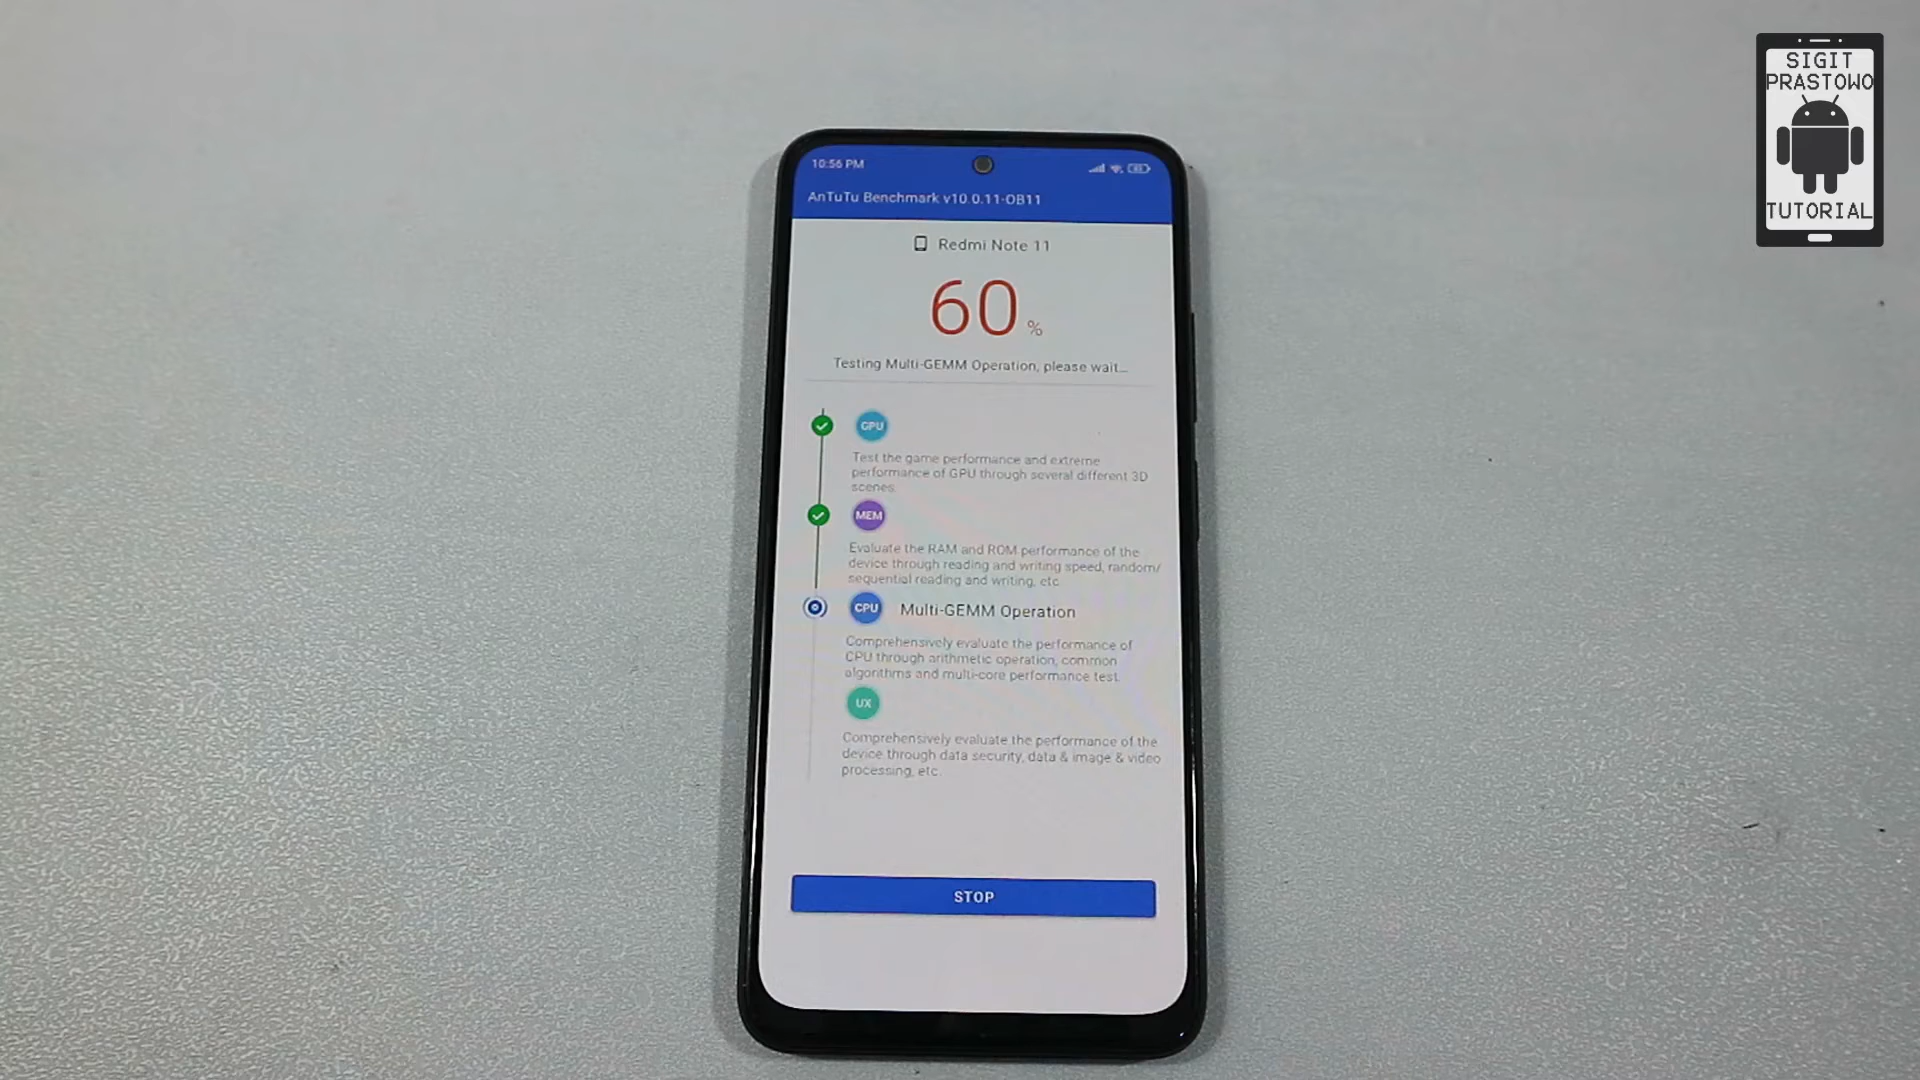 SIGIT
PRASTOWO
TUTORIAL
10:56 PM
AnTuTu Benchmark v10.0.11-OB11
Redmi Note 11
60 %
Testing Multi-GEMM Operation, please wait...
GPU
Test the game performance and extreme
performance of GPU through several different 3D
scenes.
MEM
Evaluate the RAM and ROM performance of the
device through reading and writing speed, random/
sequential reading and writing, etc.
CPU Multi-GEMM Operation
Comprehensively evaluate the performance of
CPU through arithmetic operation, common
algorithms and multi-core performance test.
UX
Comprehensively evaluate the performance of the
device through data security, data & image & video
processing, etc.
STOP